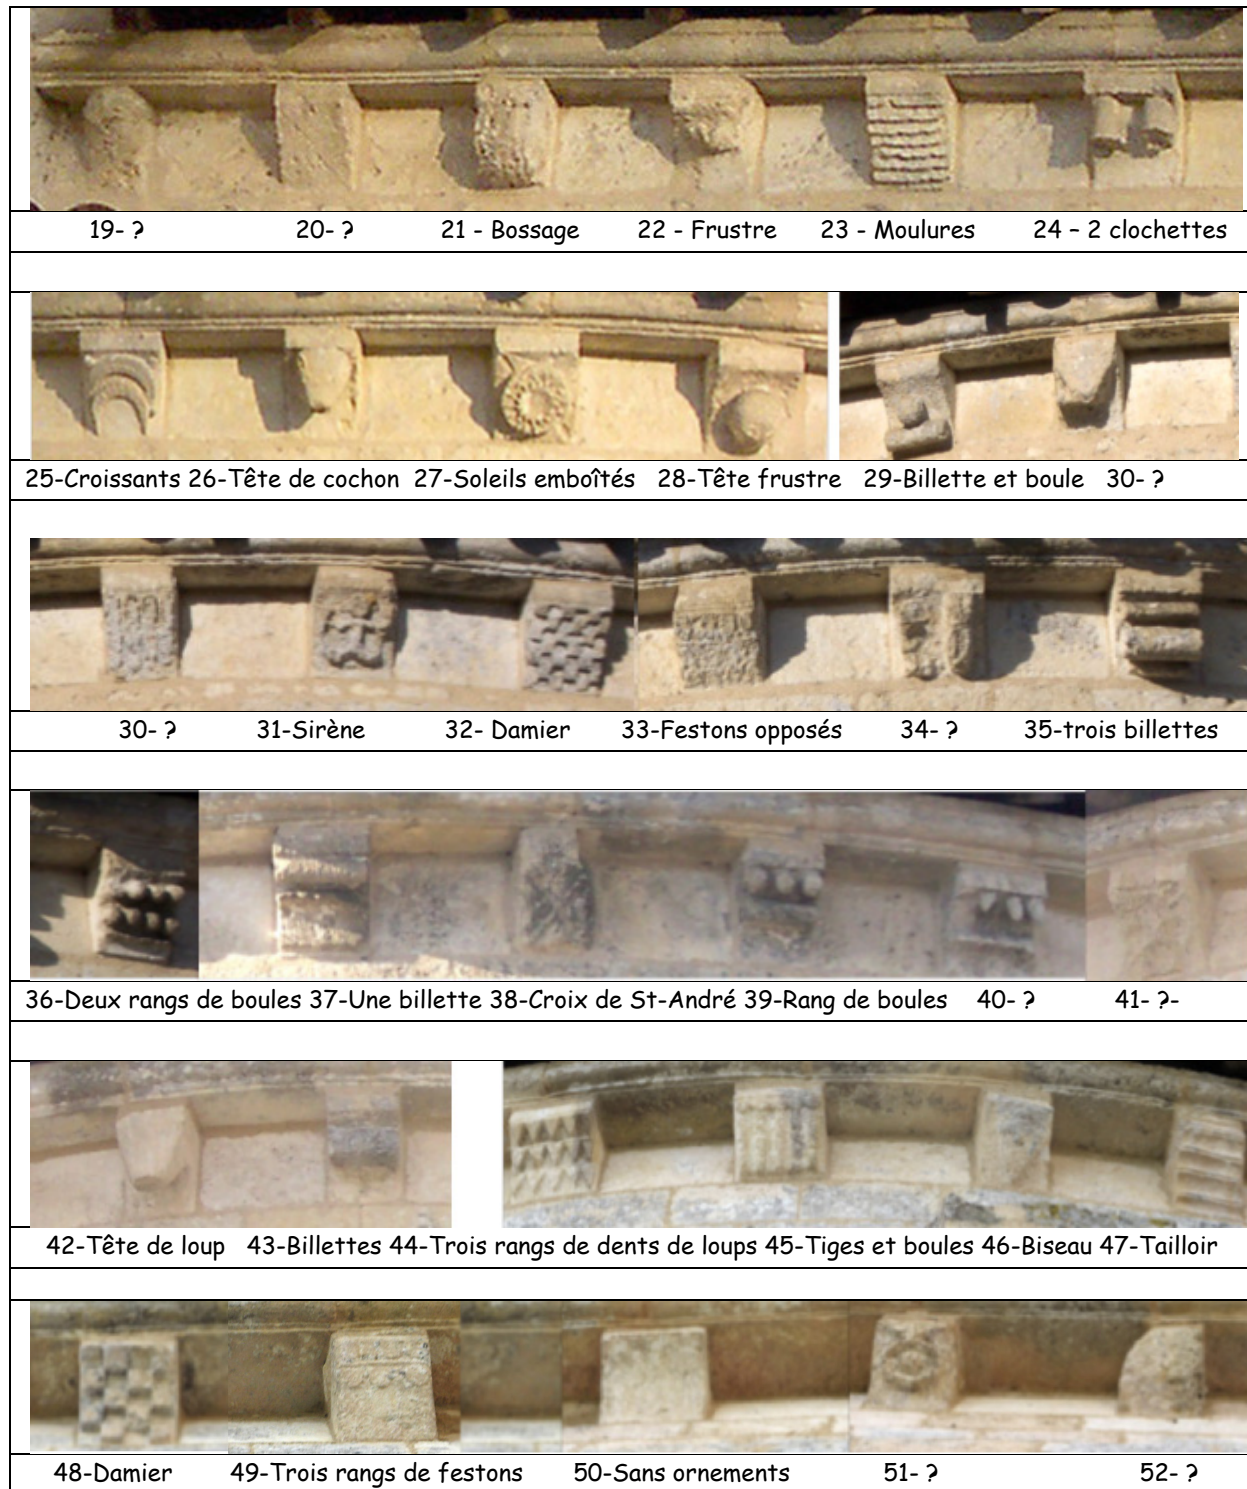 19- ? 20- ? 21 - Bossage 22 - Frustre 23 - Moulures 24 – 2 clochettes
25-Croissants 26-Tête de cochon 27-Soleils emboîtés 28-Tête frustre 29-Billette et boule 30- ?
30- ? 31-Sirène 32- Damier 33-Festons opposés 34- ? 35-trois billettes
36-Deux rangs de boules 37-Une billette 38-Croix de St-André 39-Rang de boules 40- ? 41- ?-
42-Tête de loup 43-Billettes 44-Trois rangs de dents de loups 45-Tiges et boules 46-Biseau 47-Tailloir
48-Damier 49-Trois rangs de festons 50-Sans ornements 51- ? 52- ?